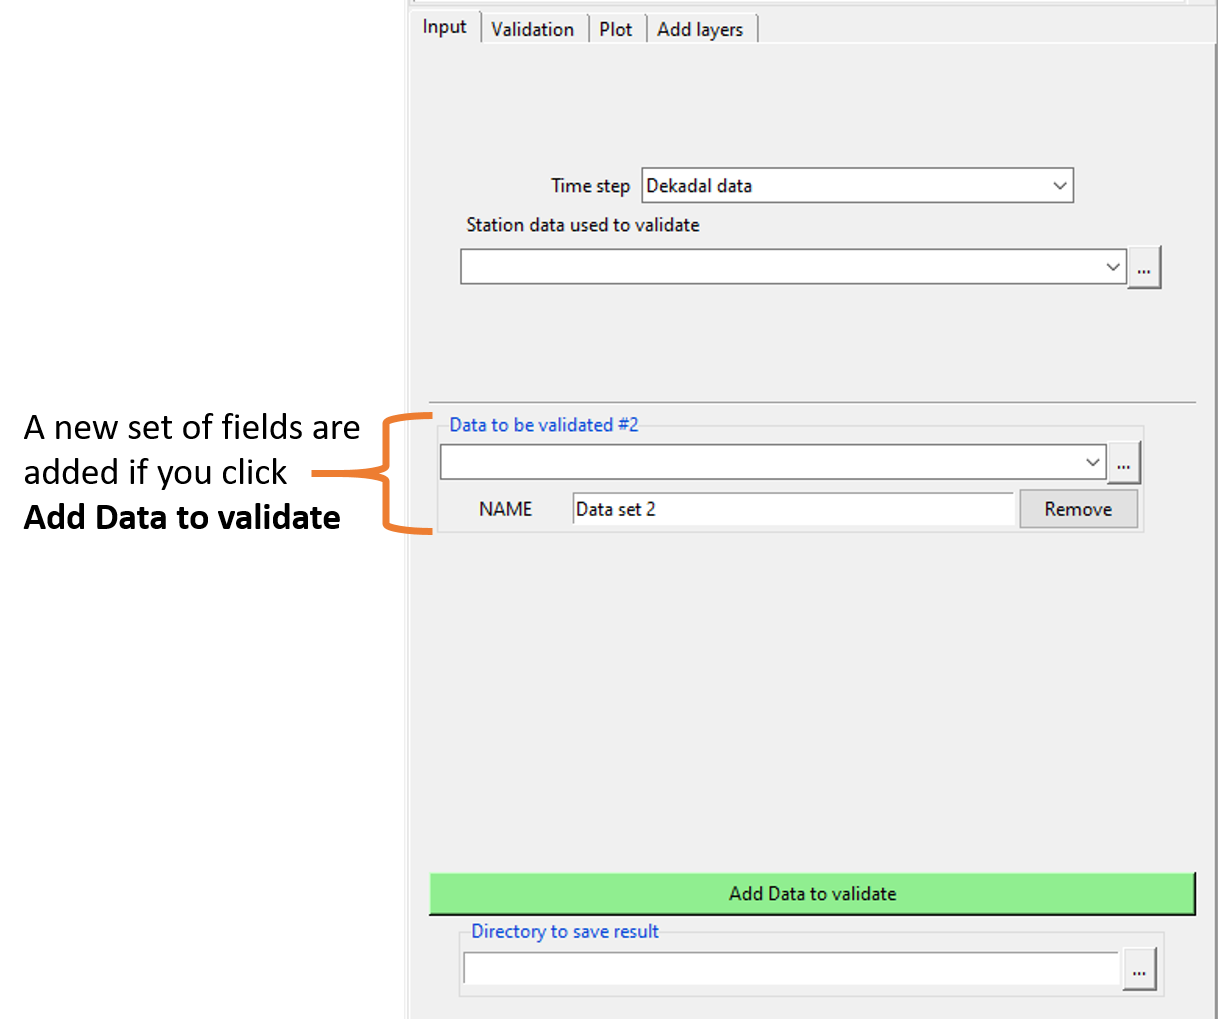 Input Validation Plot Add layers
Time step Dekadal data
Station data used to validate
...
A new set of fields are
added if you click
Add Data to validate
Data to be validated #2
...
NAME Data set 2 Remove
Add Data to validate
Directory to save result
...